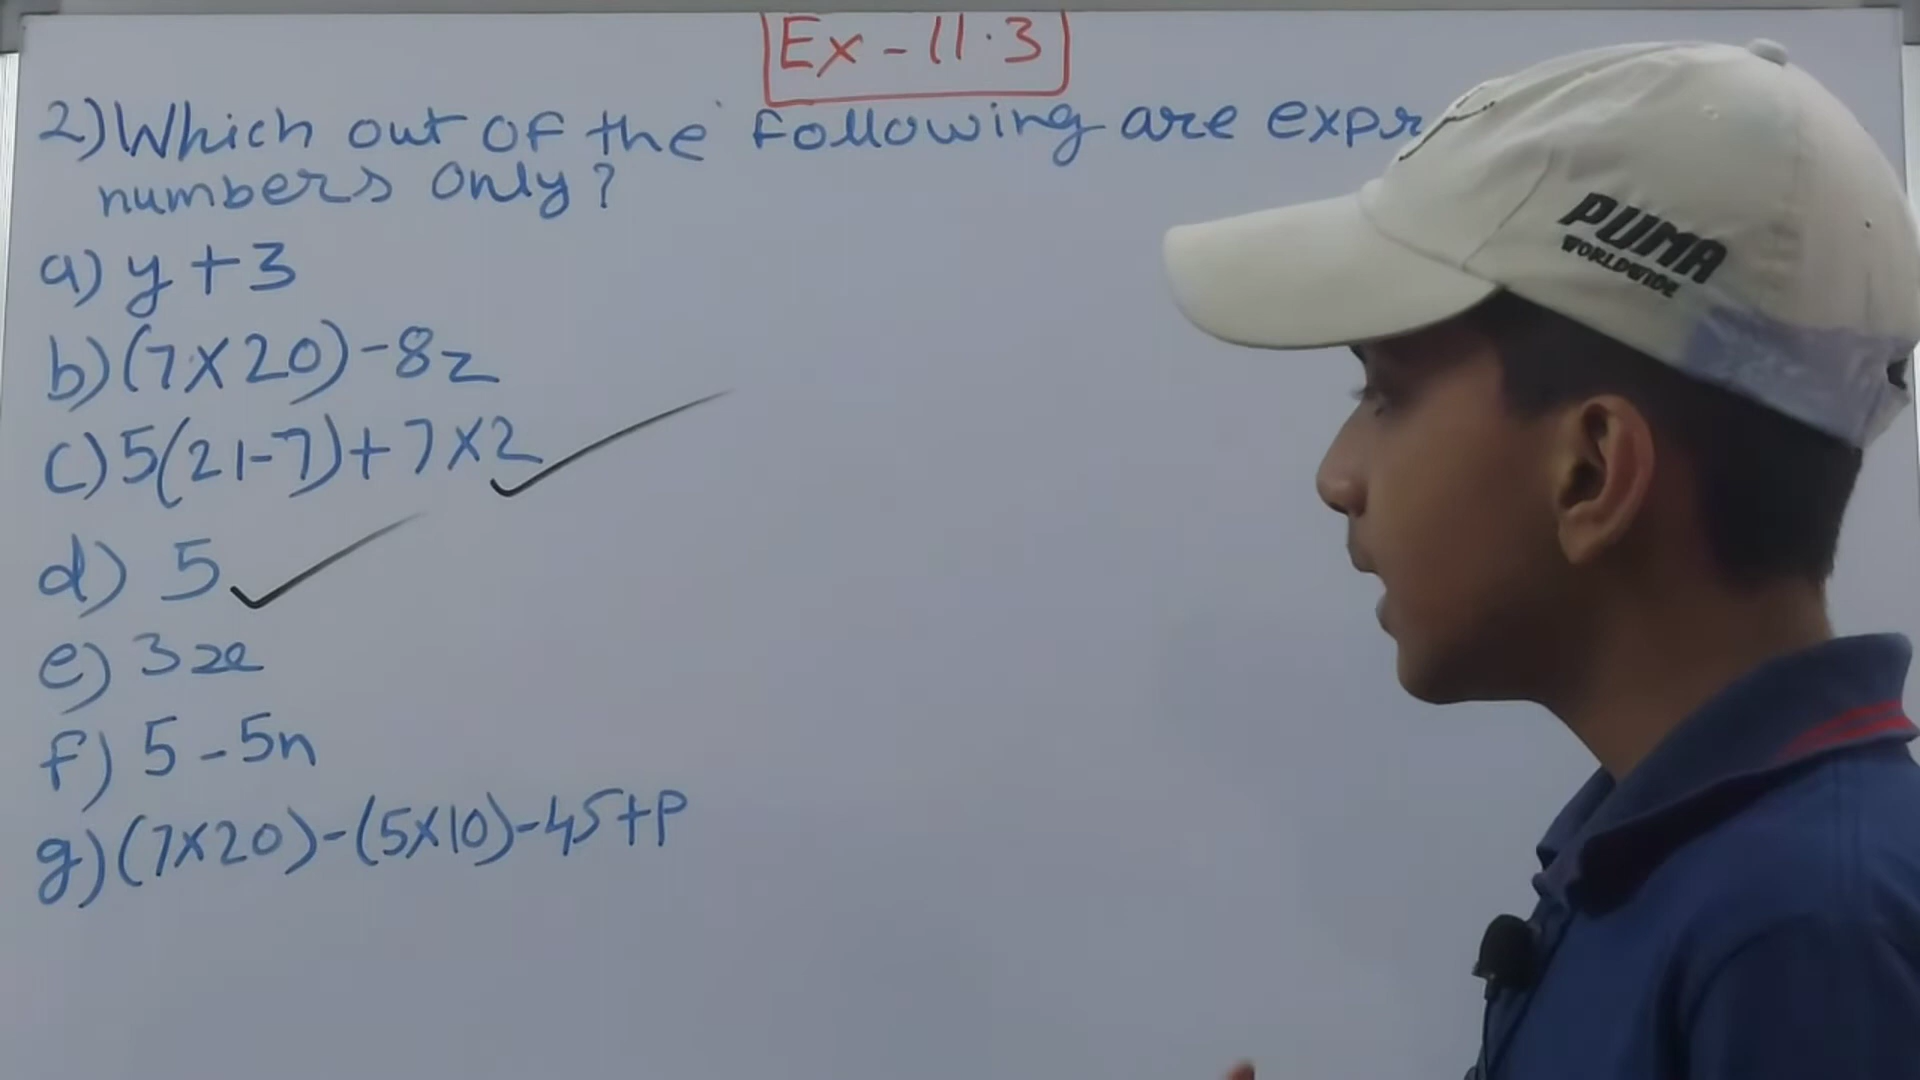 Ex-11.3
2) Which out of the following are expr
numbers only?
a) y + 3
b) (7×20)-8z
c) 5(21-7)+7×2
d) 5
e) 3x
f) 5-5n
g) (7×20)-(5×10)-45+p
PUMA
WORLDWIDE